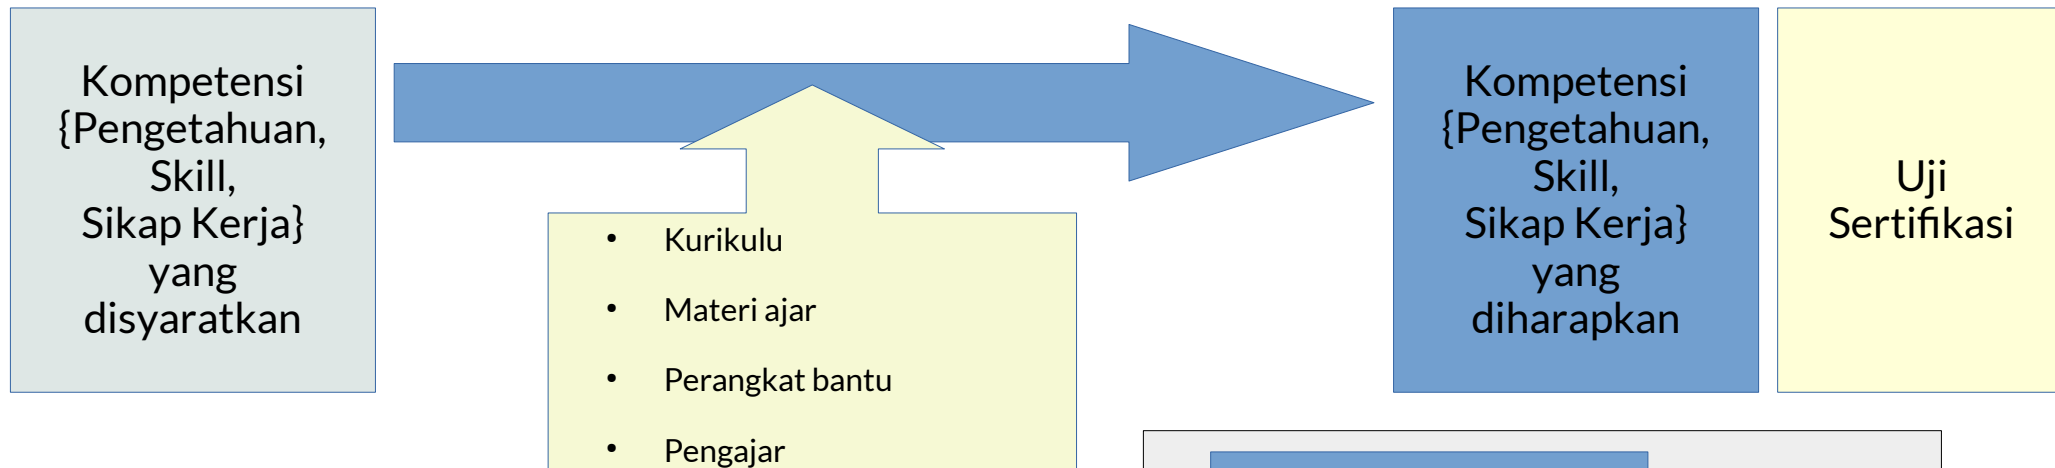 Kompetensi
{Pengetahuan,
Skill,
Sikap Kerja}
yang
disyaratkan
• Kurikulu
• Materi ajar
• Perangkat bantu
• Pengajar
Kompetensi
{Pengetahuan,
Skill,
Sikap Kerja}
yang
diharapkan
Uji
Sertifikasi